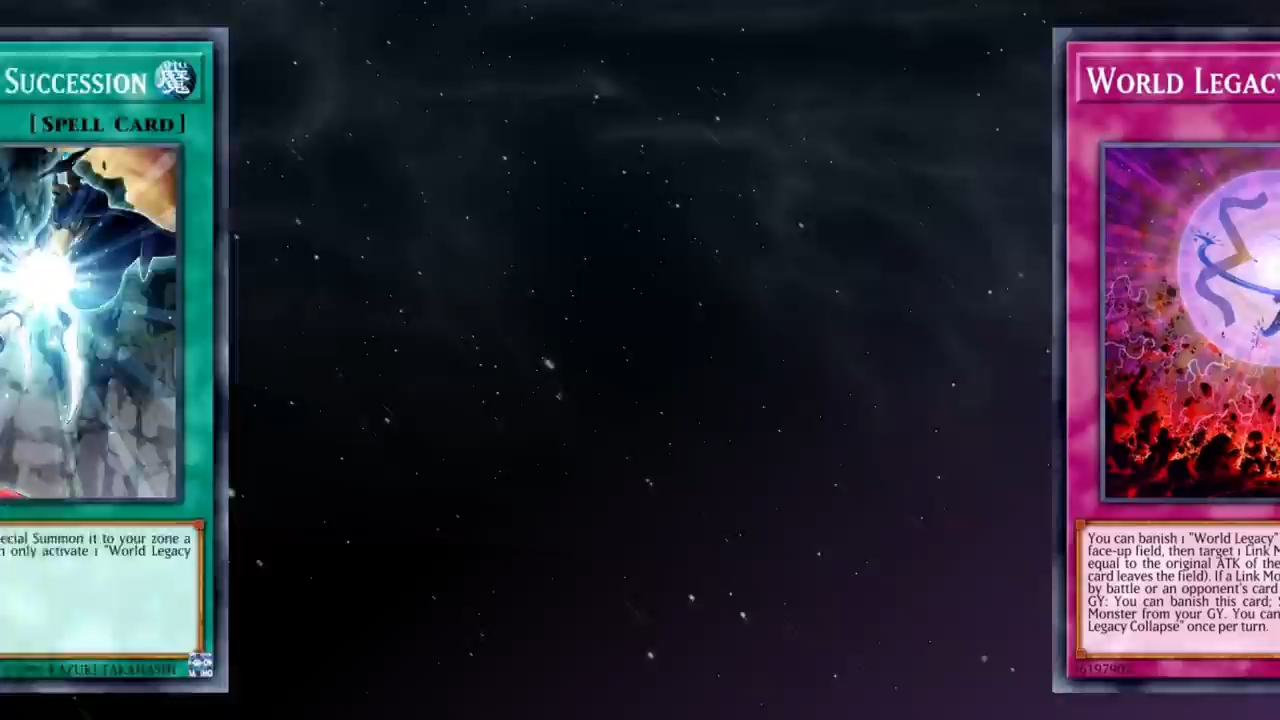 SUCCESSION 魔
[SPELL CARD]
ecial Summon it to your zone a
n only activate 1 "World Legacy
KAZUKI TAKAHASHI
WORLD LEGACY
You can banish 1 "World Legacy"
face-up field, then target 1 Link M
equal to the original ATK of the
card leaves the field). If a Link Mo
by battle or an opponent's card
GY: You can banish this card;
Monster from your GY. You can
Legacy Collapse" once per turn.